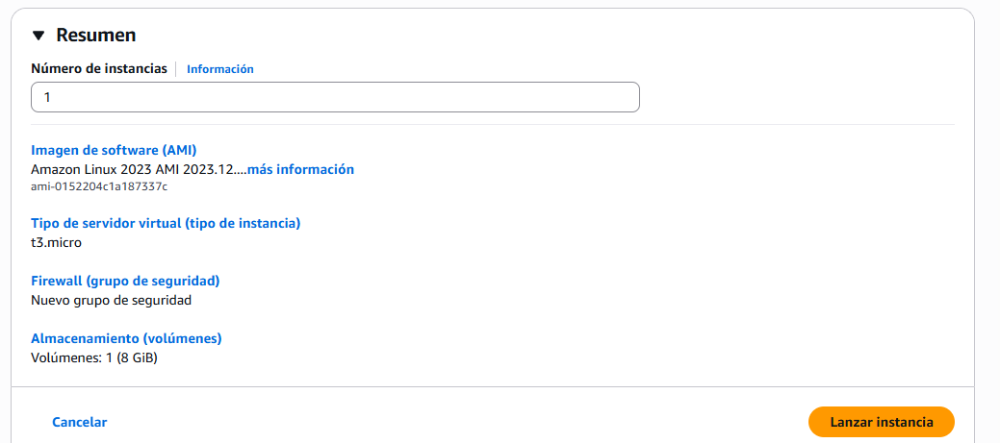 Resumen
Número de instancias Información
1
Imagen de software (AMI)
Amazon Linux 2023 AMI 2023.12....más información
ami-0152204c1a187337c
Tipo de servidor virtual (tipo de instancia)
t3.micro
Firewall (grupo de seguridad)
Nuevo grupo de seguridad
Almacenamiento (volúmenes)
Volúmenes: 1 (8 GiB)
Cancelar Lanzar instancia